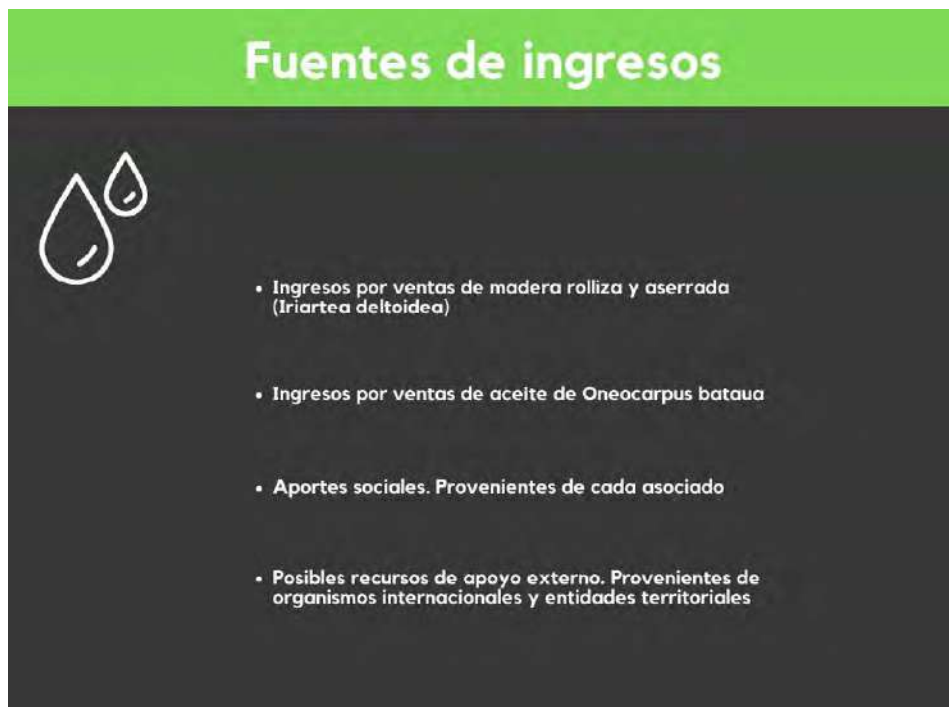 Fuentes de ingresos
• Ingresos por ventas de madera rolliza y aserrada
(Iriartea deltoidea)
• Ingresos por ventas de aceite de Oneocarpus bataua
• Aportes sociales. Provenientes de cada asociado
• Posibles recursos de apoyo externo. Provenientes de
organismos internacionales y entidades territoriales